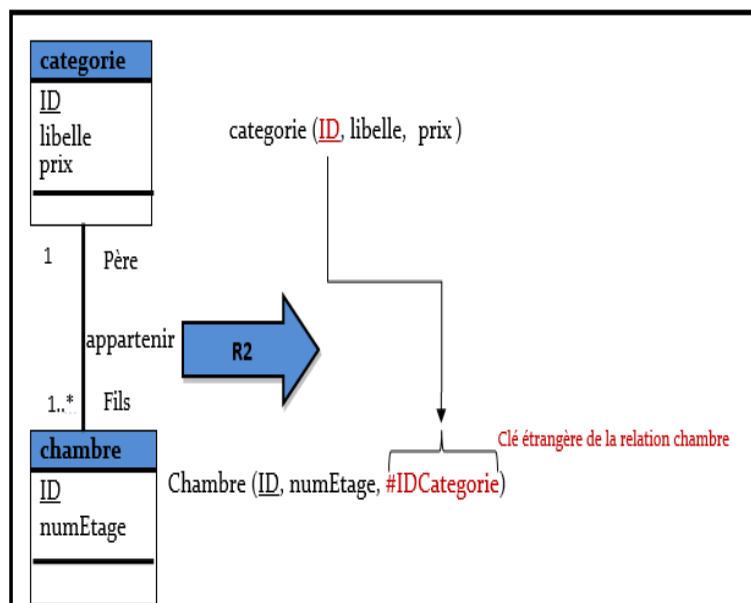 categorie
ID
libelle
prix
categorie (ID, libelle, prix )
1
Père
appartenir
R2
1..*
Fils
Clé étrangère de la relation chambre
chambre
ID
numEtage
Chambre (ID, numEtage, #IDCategorie)